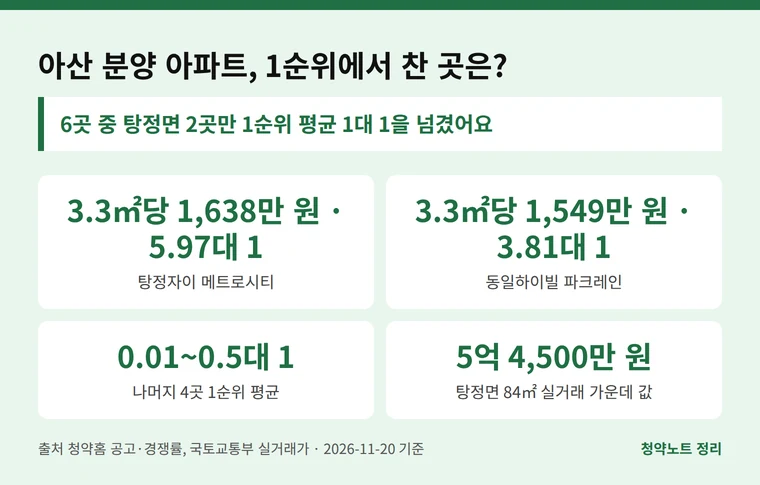 아산 분양 아파트, 1순위에서 찬 곳은?
6곳 중 탕정면 2곳만 1순위 평균 1대 1을 넘겼어요
3.3㎡당 1,638만 원 ·
5.97대 1
탕정자이 메트로시티
3.3㎡당 1,549만 원 ·
3.81대 1
동일하이빌 파크레인
0.01~0.5대 1
나머지 4곳 1순위 평균
5억 4,500만 원
탕정면 84㎡ 실거래 가운데 값
출처 청약홈 공고·경쟁률, 국토교통부 실거래가 · 2026-11-20 기준
청약노트 정리